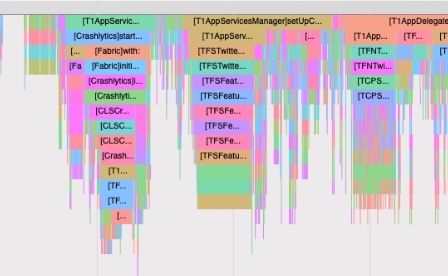 [T1AppServic... [T1AppServicesManager]setUpC... [T1AppDelegate
[Crashlytics]start... [T1AppServ... [... [T1App... [TF...
[... [Fabric]with: [TFSTwitte... [TFNT...
[Fa [Fabric]initi... [TFSTwitte... [TFNTwi...
[Crashlytics]i... [TFSFeat... [TCPS...
[Crashlyti... [TFSFeatu... [TCPS...
[CLSCr... [TFSFe...
[CLSC... [TFSFe...
[CLSC... [TFSFe...
[Crash... [TFSFeatu...
[T1...
[TF...
[T...
[...